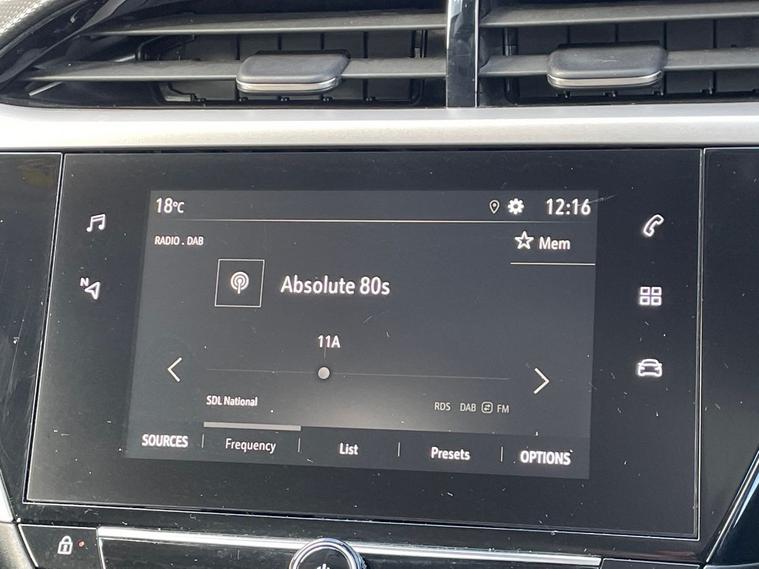 18°C 12:16
RADIO . DAB Mem
N
Absolute 80s
11A
SDL National RDS DAB FM
SOURCES Frequency List Presets OPTIONS